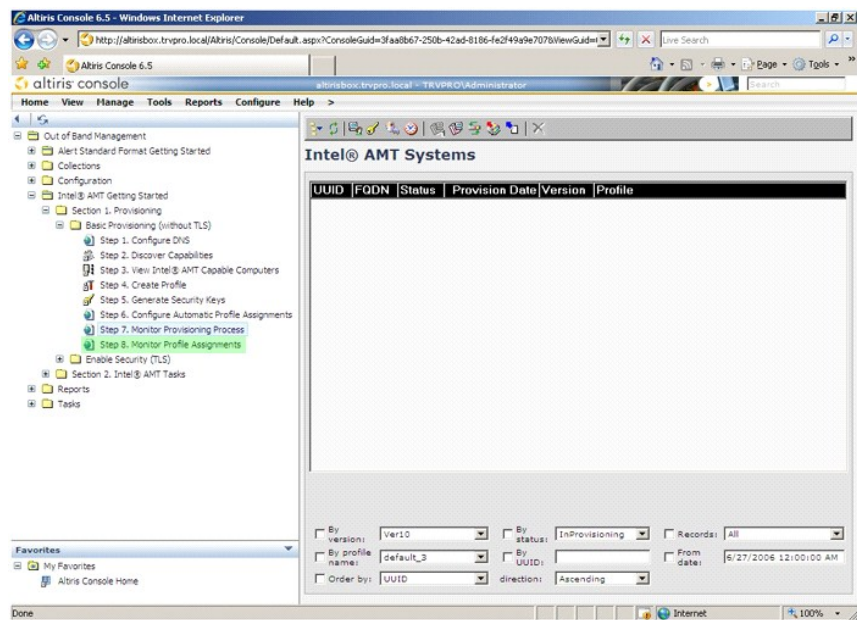 Altiris Console 6.5 - Windows Internet Explorer
http://altirisbox.trvpro.local/Altiris/Console/Default.aspx?ConsoleGuid=3faa8b67-250b-42ad-8186-fe2f49a9e707&ViewGuid=
Live Search
Altiris Console 6.5
Page
Tools
altiris console
altirisbox.trvpro.local - TRVPRO\Administrator
Search
Home View Manage Tools Reports Configure Help >
Out of Band Management
Alert Standard Format Getting Started
Collections
Configuration
Intel® AMT Getting Started
Section 1. Provisioning
Basic Provisioning (without TLS)
Step 1. Configure DNS
Step 2. Discover Capabilities
Step 3. View Intel® AMT Capable Computers
Step 4. Create Profile
Step 5. Generate Security Keys
Step 6. Configure Automatic Profile Assignments
Step 7. Monitor Provisioning Process
Step 8. Monitor Profile Assignments
Enable Security (TLS)
Section 2. Intel® AMT Tasks
Reports
Tasks
Intel® AMT Systems
UUID FQDN Status Provision Date Version Profile
By version: Ver10 By status: InProvisioning Records: All
By profile name: default_3 By UUID: From date: 6/27/2006 12:00:00 AM
Order by: UUID direction: Ascending
Favorites
My Favorites
Altiris Console Home
Done
Internet
100%